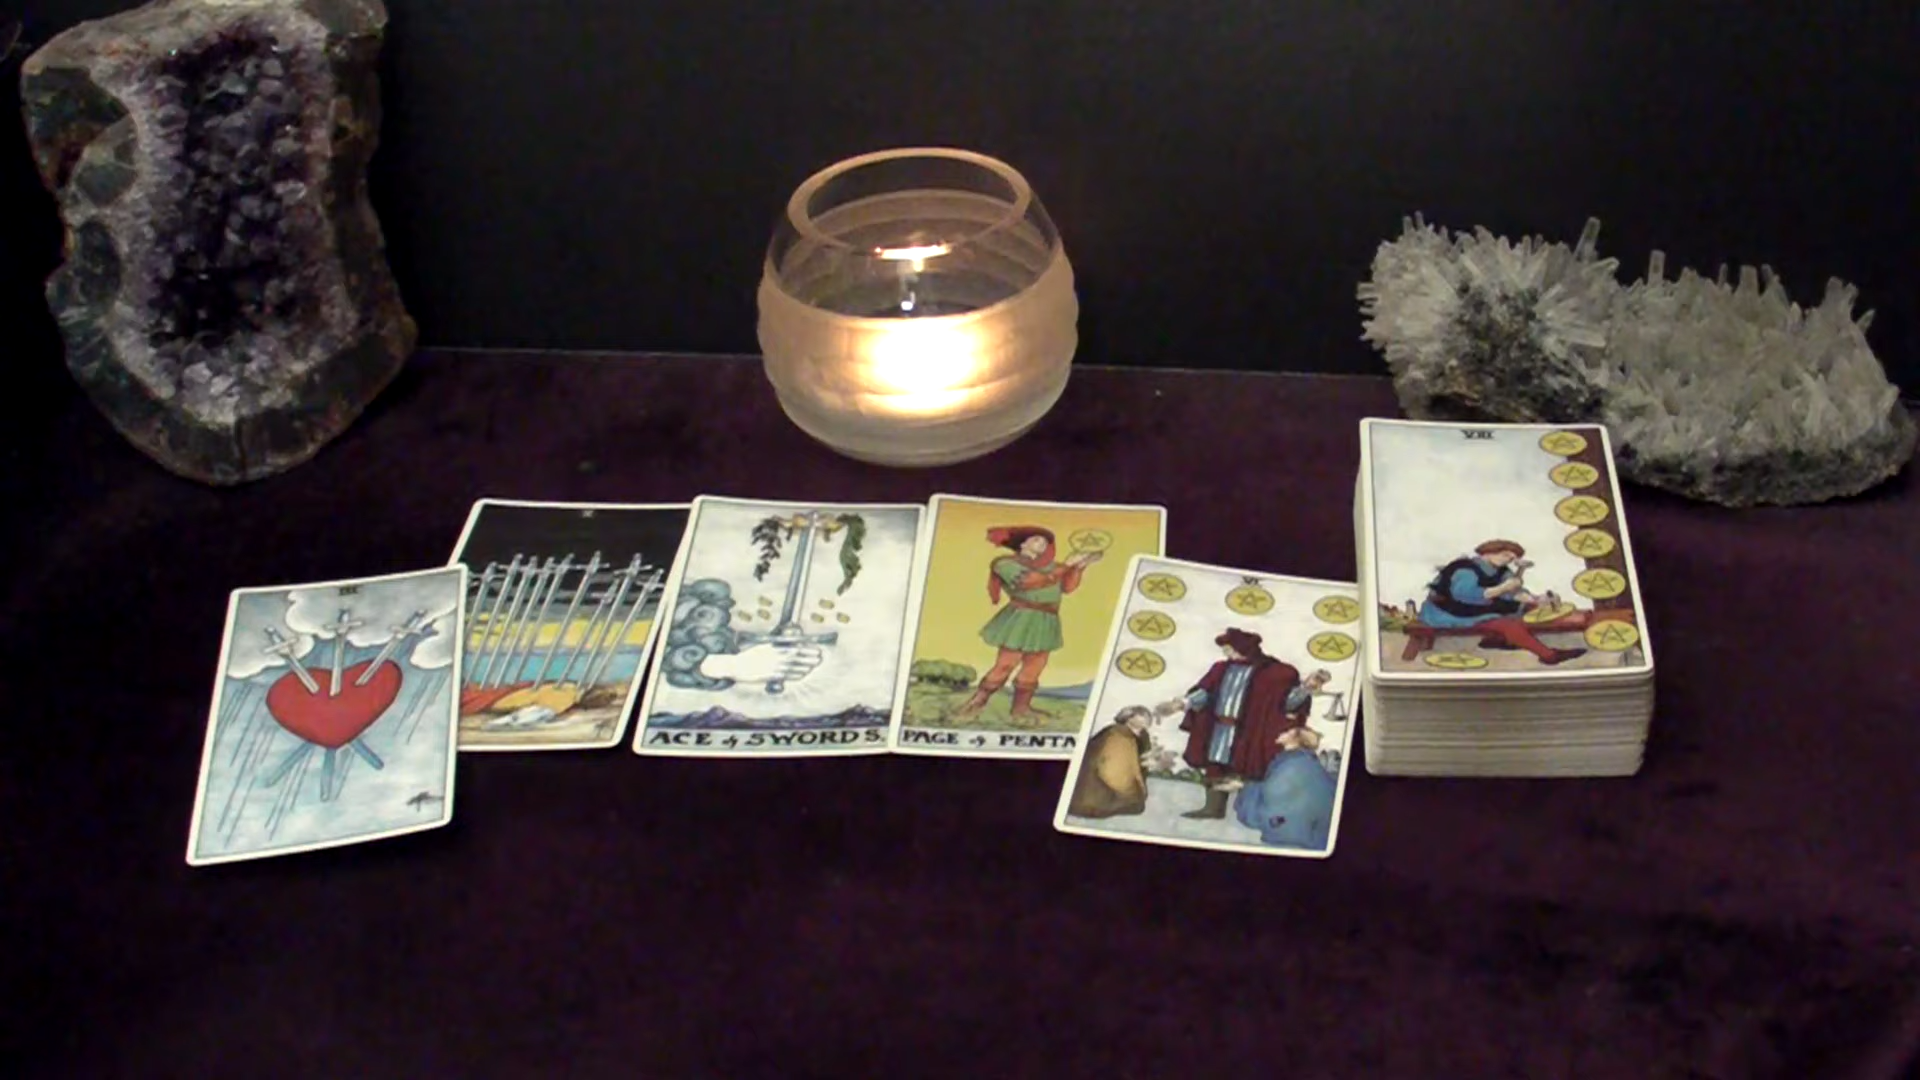 III
X
ACE of SWORDS.
PAGE of PENTA
VI
VIII